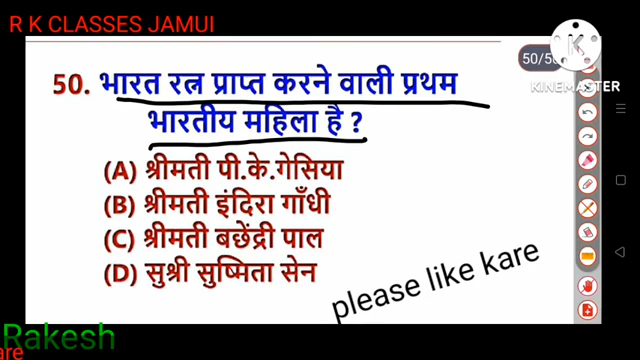 R K CLASSES JAMUI
50/50
KINEMASTER
50. भारत रत्न प्राप्त करने वाली प्रथम
भारतीय महिला है ?
(A) श्रीमती पी.के.गेसिया
(B) श्रीमती इंदिरा गाँधी
(C) श्रीमती बछेंद्री पाल
(D) सुश्री सुष्मिता सेन
please like kare
Rakesh
are